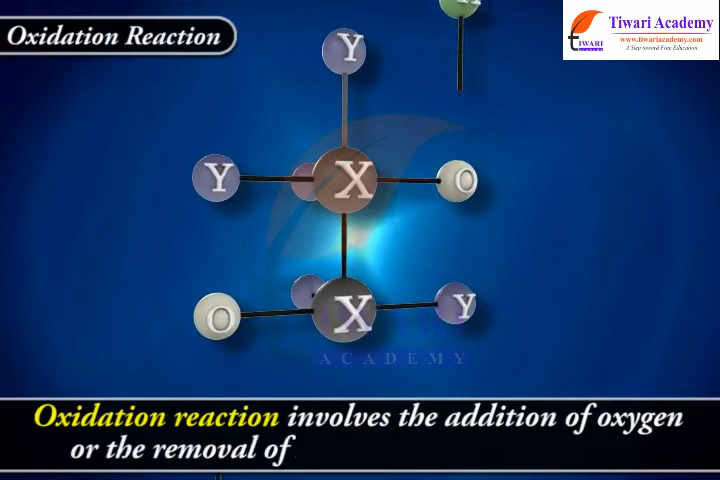 Oxidation Reaction
Tiwari Academy
www.tiwariacademy.com
A Step toward Free Education
TIWARI
Y
Y X O
O X Y
ACADEMY
Oxidation reaction involves the addition of oxygen
or the removal of